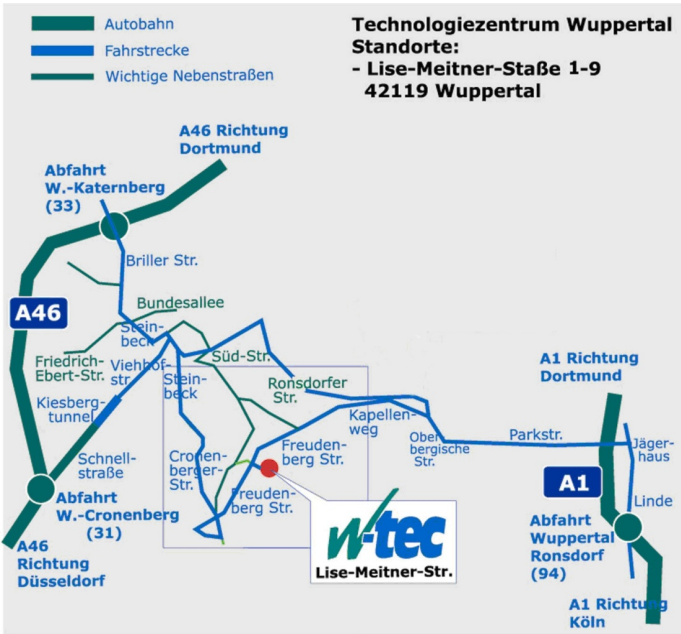 Autobahn
Fahrstrecke
Wichtige Nebenstraßen
Technologiezentrum Wuppertal
Standorte:
- Lise-Meitner-Staße 1-9
42119 Wuppertal
A46 Richtung
Dortmund
Abfahrt
W.-Katernberg
(33)
Briller Str.
Bundesallee
A46
Stein-
beck
Friedrich-
Ebert-Str.
Viehhof-
str.
Stein-
beck
Süd-Str.
Ronsdorfer
Str.
A1 Richtung
Dortmund
Kiesberg-
tunnel
Kapellen-
weg
Ober
bergische
Str.
Parkstr.
Jäger-
haus
Schnell-
straße
Cronen-
berger-
Str.
Freuden-
berg Str.
Freuden-
berg Str.
A1
Linde
Abfahrt
W.-Cronenberg
(31)
Abfahrt
Wuppertal
Ronsdorf
(94)
A46
Richtung
Düsseldorf
w-tec
Lise-Meitner-Str.
A1 Richtung
Köln